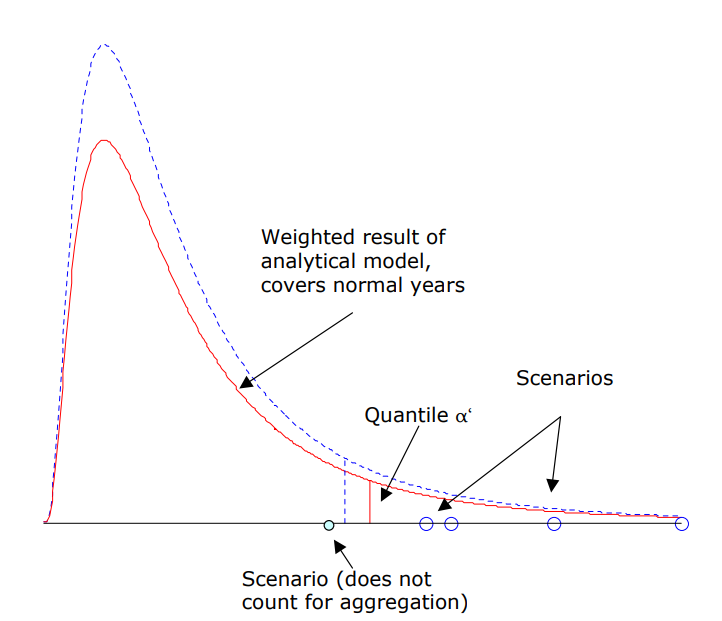 Weighted result of
analytical model,
covers normal years
Scenarios
Quantile α‘
Scenario (does not
count for aggregation)